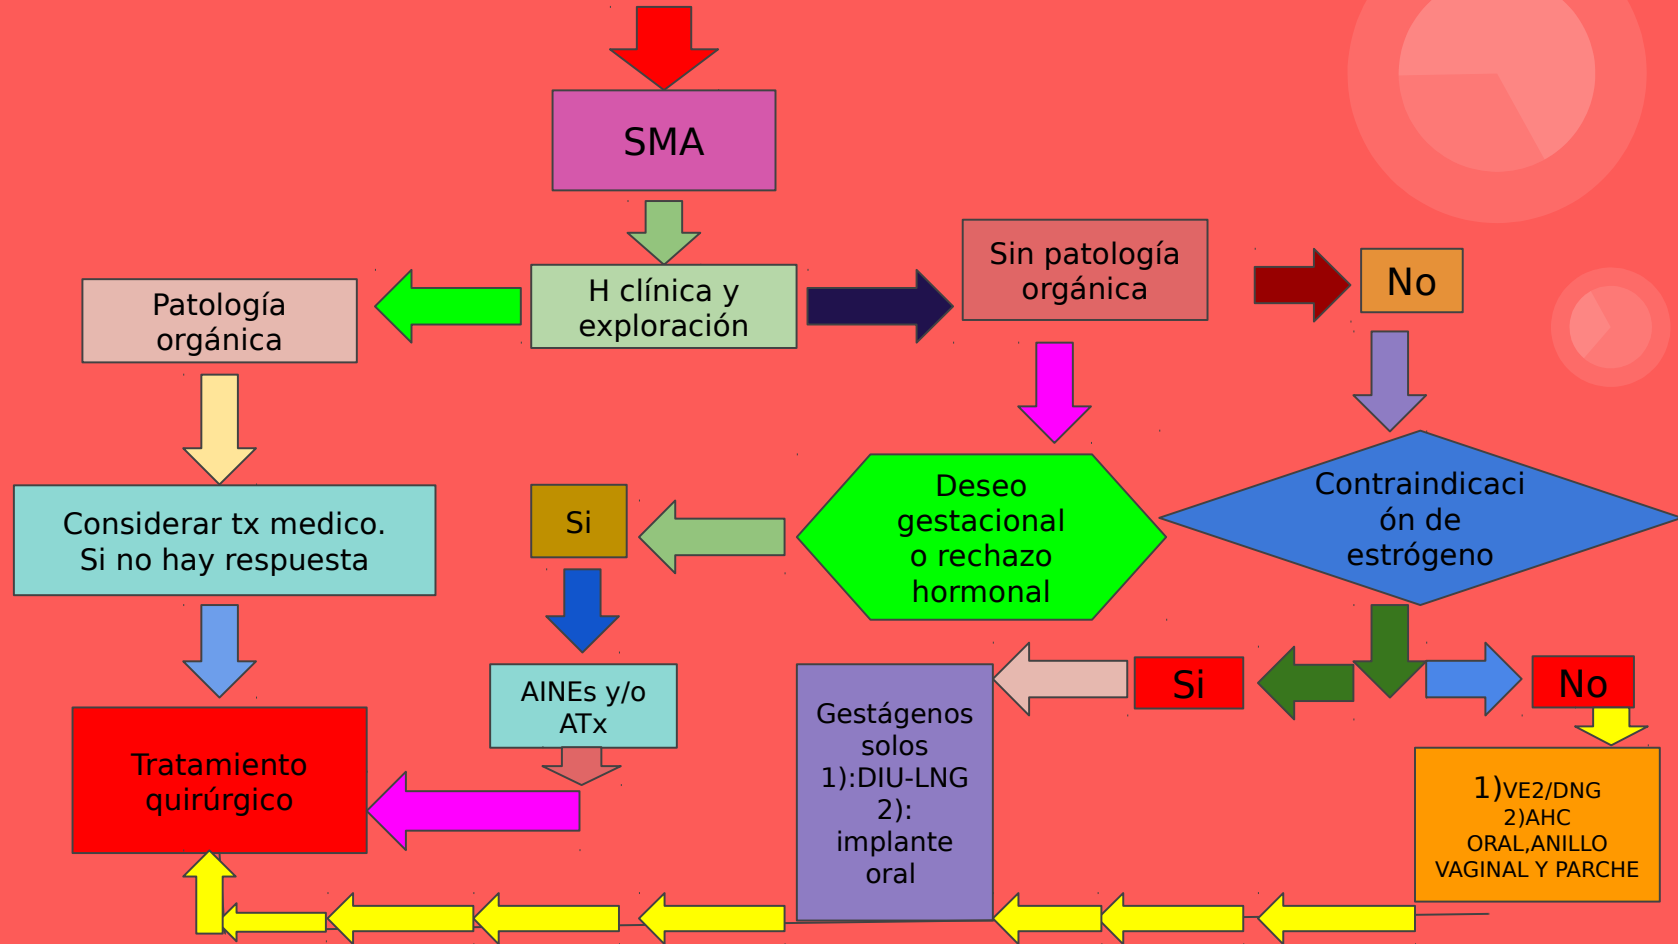 SMA
H clínica y
exploración
Sin patología
orgánica
No
Patología
orgánica
Considerar tx medico.
Si no hay respuesta
Si
Deseo
gestacional
o rechazo
hormonal
Contraindicaci
ón de
estrógeno
AINEs y/o
ATx
Gestágenos
solos
1):DIU-LNG
2):
implante
oral
Si
No
Tratamiento
quirúrgico
1)VE2/DNG
2)AHC
ORAL,ANILLO
VAGINAL Y PARCHE